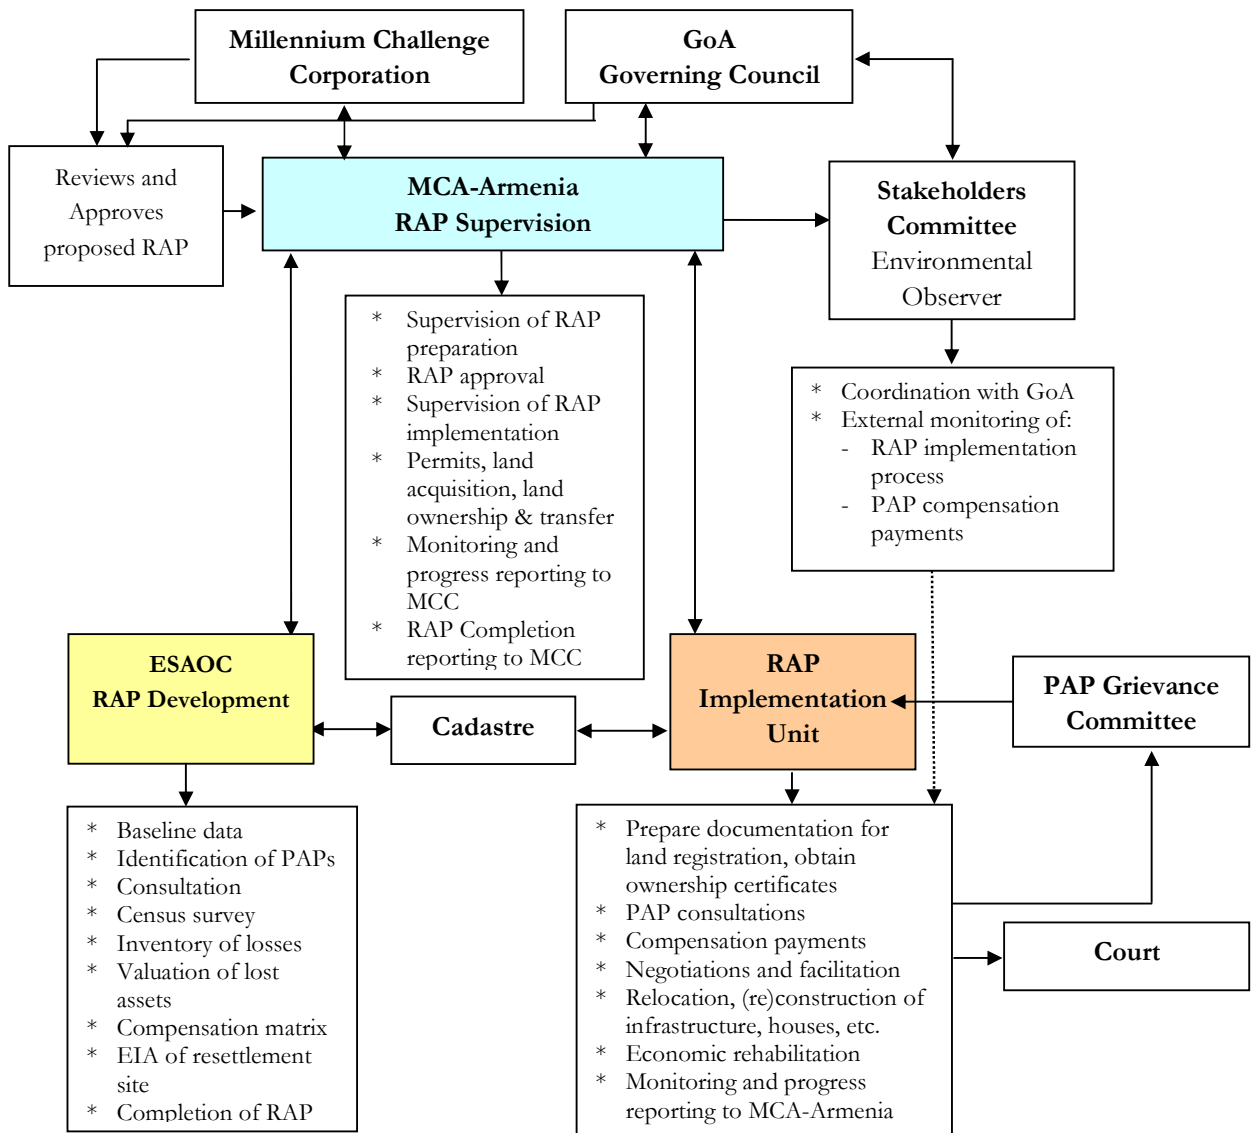 Millennium Challenge
Corporation
GoA
Governing Council
Reviews and
Approves
proposed RAP
MCA-Armenia
RAP Supervision
Stakeholders
Committee
Environmental
Observer
* Supervision of RAP
preparation
* RAP approval
* Supervision of RAP
implementation
* Permits, land
acquisition, land
ownership & transfer
* Monitoring and
progress reporting to
MCC
* RAP Completion
reporting to MCC
* Coordination with GoA
* External monitoring of:
- RAP implementation
process
- PAP compensation
payments
ESAOC
RAP Development
Cadastre
RAP
Implementation
Unit
PAP Grievance
Committee
* Baseline data
* Identification of PAPs
* Consultation
* Census survey
* Inventory of losses
* Valuation of lost
assets
* Compensation matrix
* EIA of resettlement
site
* Completion of RAP
* Prepare documentation for
land registration, obtain
ownership certificates
* PAP consultations
* Compensation payments
* Negotiations and facilitation
* Relocation, (re)construction of
infrastructure, houses, etc.
* Economic rehabilitation
* Monitoring and progress
reporting to MCA-Armenia
Court